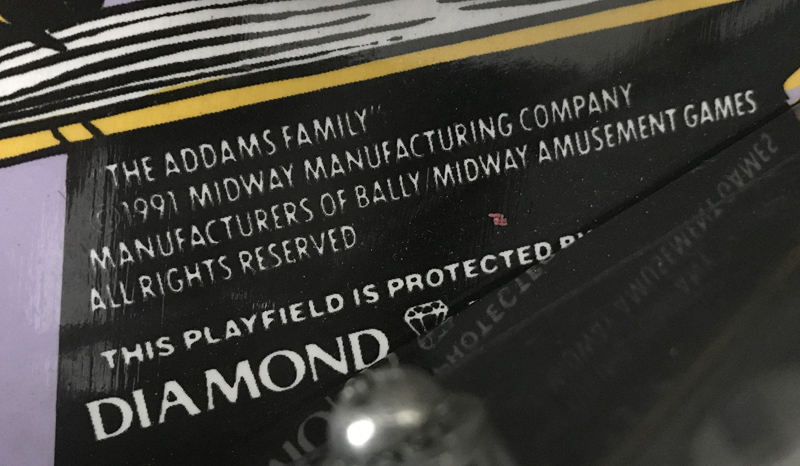 THE ADDAMS FAMILY™
© 1991 MIDWAY MANUFACTURING COMPANY
MANUFACTURERS OF BALLY/MIDWAY AMUSEMENT GAMES
ALL RIGHTS RESERVED
THIS PLAYFIELD IS PROTECTED BY
DIAMOND